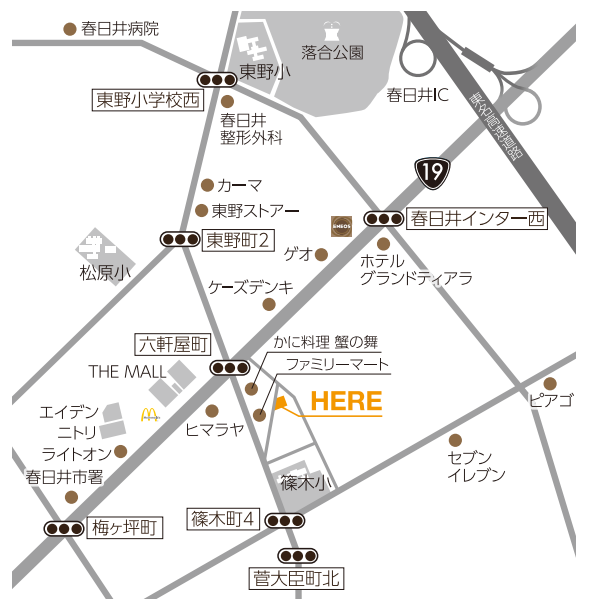 春日井病院
東野小
落合公園
東野小学校西
春日井IC
東名高速道路
春日井
整形外科
19
カーマ
東野ストアー
ENEOS
春日井インター西
東野町2
ゲオ
ホテル
グランドティアラ
松原小
ケーズデンキ
六軒屋町
かに料理 蟹の舞
ファミリーマート
THE MALL
HERE
ピアゴ
エイデン
ニトリ
ヒマラヤ
ライトオン
セブン
イレブン
春日井市署
篠木小
梅ヶ坪町
篠木町4
菅大臣町北